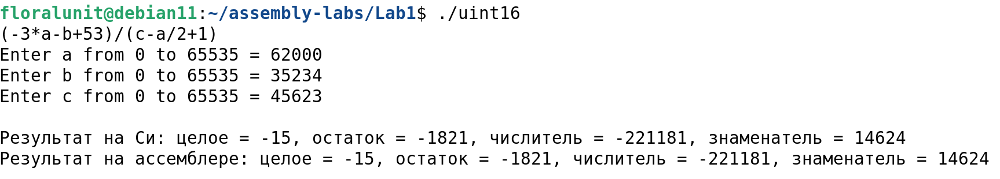 floralunit@debian11:~/assembly-labs/Lab1$ ./uint16
(-3*a-b+53)/(c-a/2+1)
Enter a from 0 to 65535 = 62000
Enter b from 0 to 65535 = 35234
Enter c from 0 to 65535 = 45623
Результат на Си: целое = -15, остаток = -1821, числитель = -221181, знаменатель = 14624
Результат на ассемблере: целое = -15, остаток = -1821, числитель = -221181, знаменатель = 14624